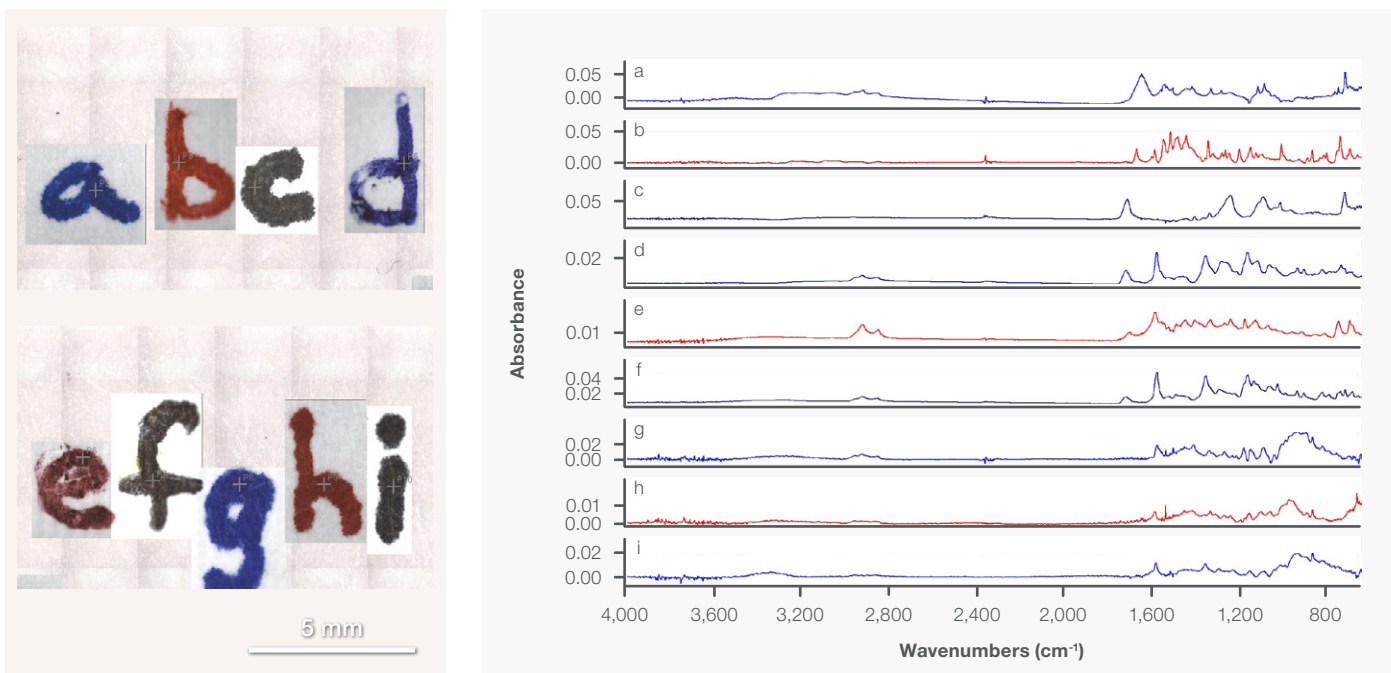 a b c d
e f g h i
5 mm
Absorbance
0.05 a
0.00
0.05 b
0.00
0.05 c
0.02 d
0.01 e
0.04 f
0.02
0.02 g
0.00
0.01 h
0.00
0.02 i
0.00
4,000 3,600 3,200 2,800 2,400 2,000 1,600 1,200 800
Wavenumbers (cm⁻¹)